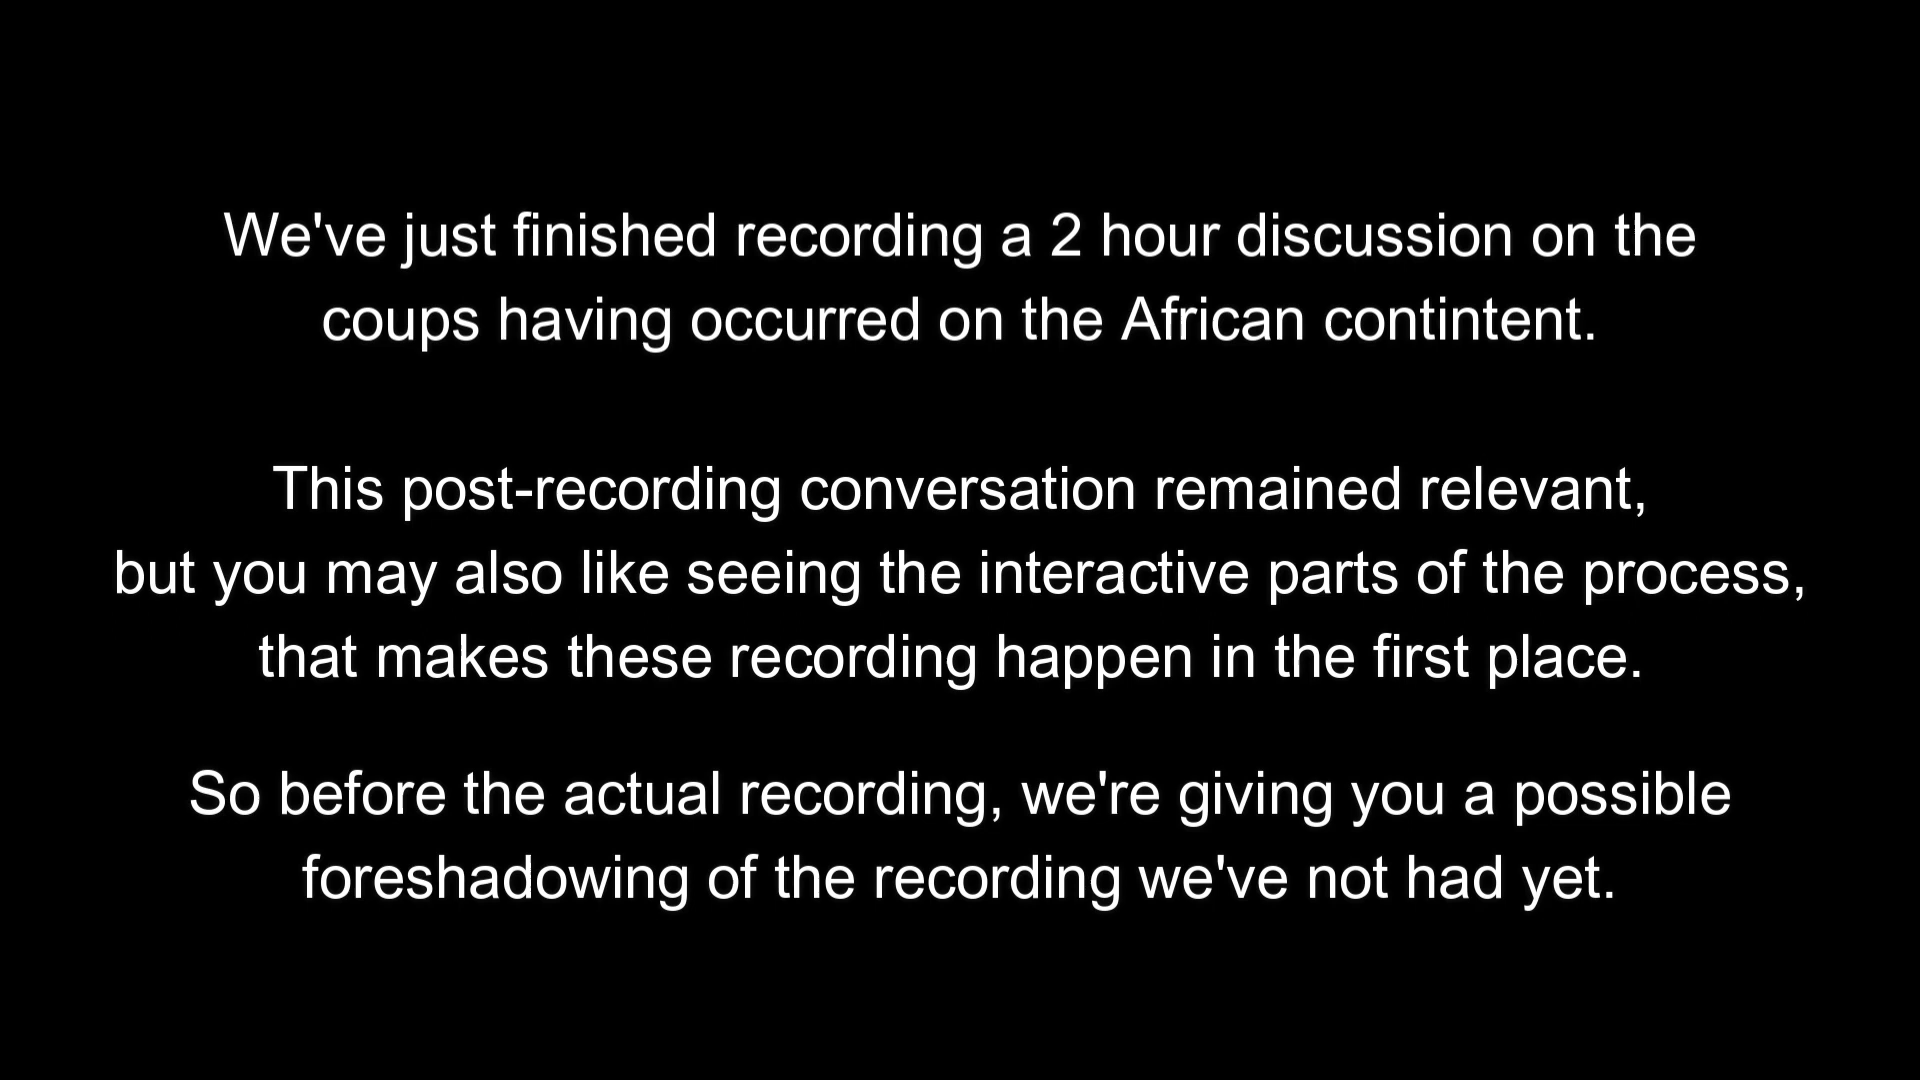 We've just finished recording a 2 hour discussion on the
coups having occurred on the African contintent.
This post-recording conversation remained relevant,
but you may also like seeing the interactive parts of the process,
that makes these recording happen in the first place.
So before the actual recording, we're giving you a possible
foreshadowing of the recording we've not had yet.